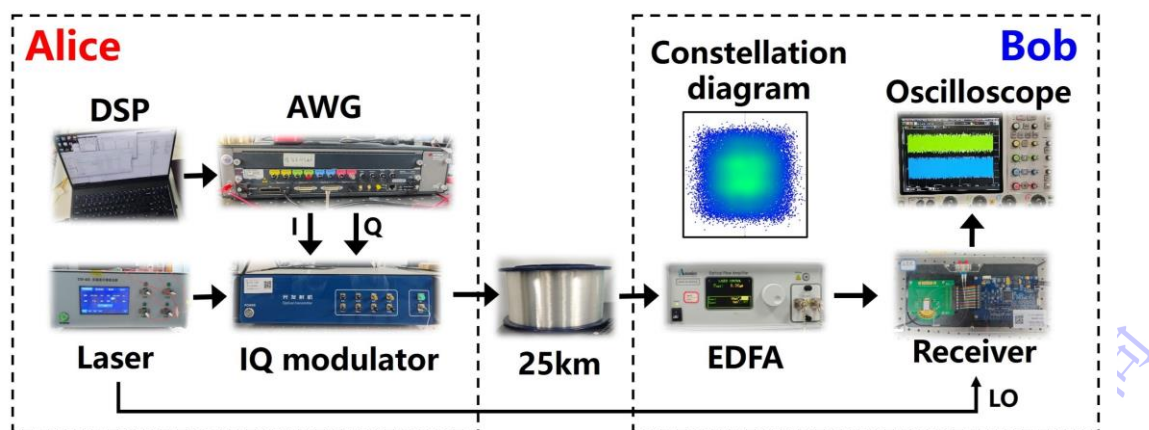 Alice
Bob
DSP
AWG
Constellation
diagram
Oscilloscope
I
Q
Laser
IQ modulator
25km
EDFA
Receiver
LO